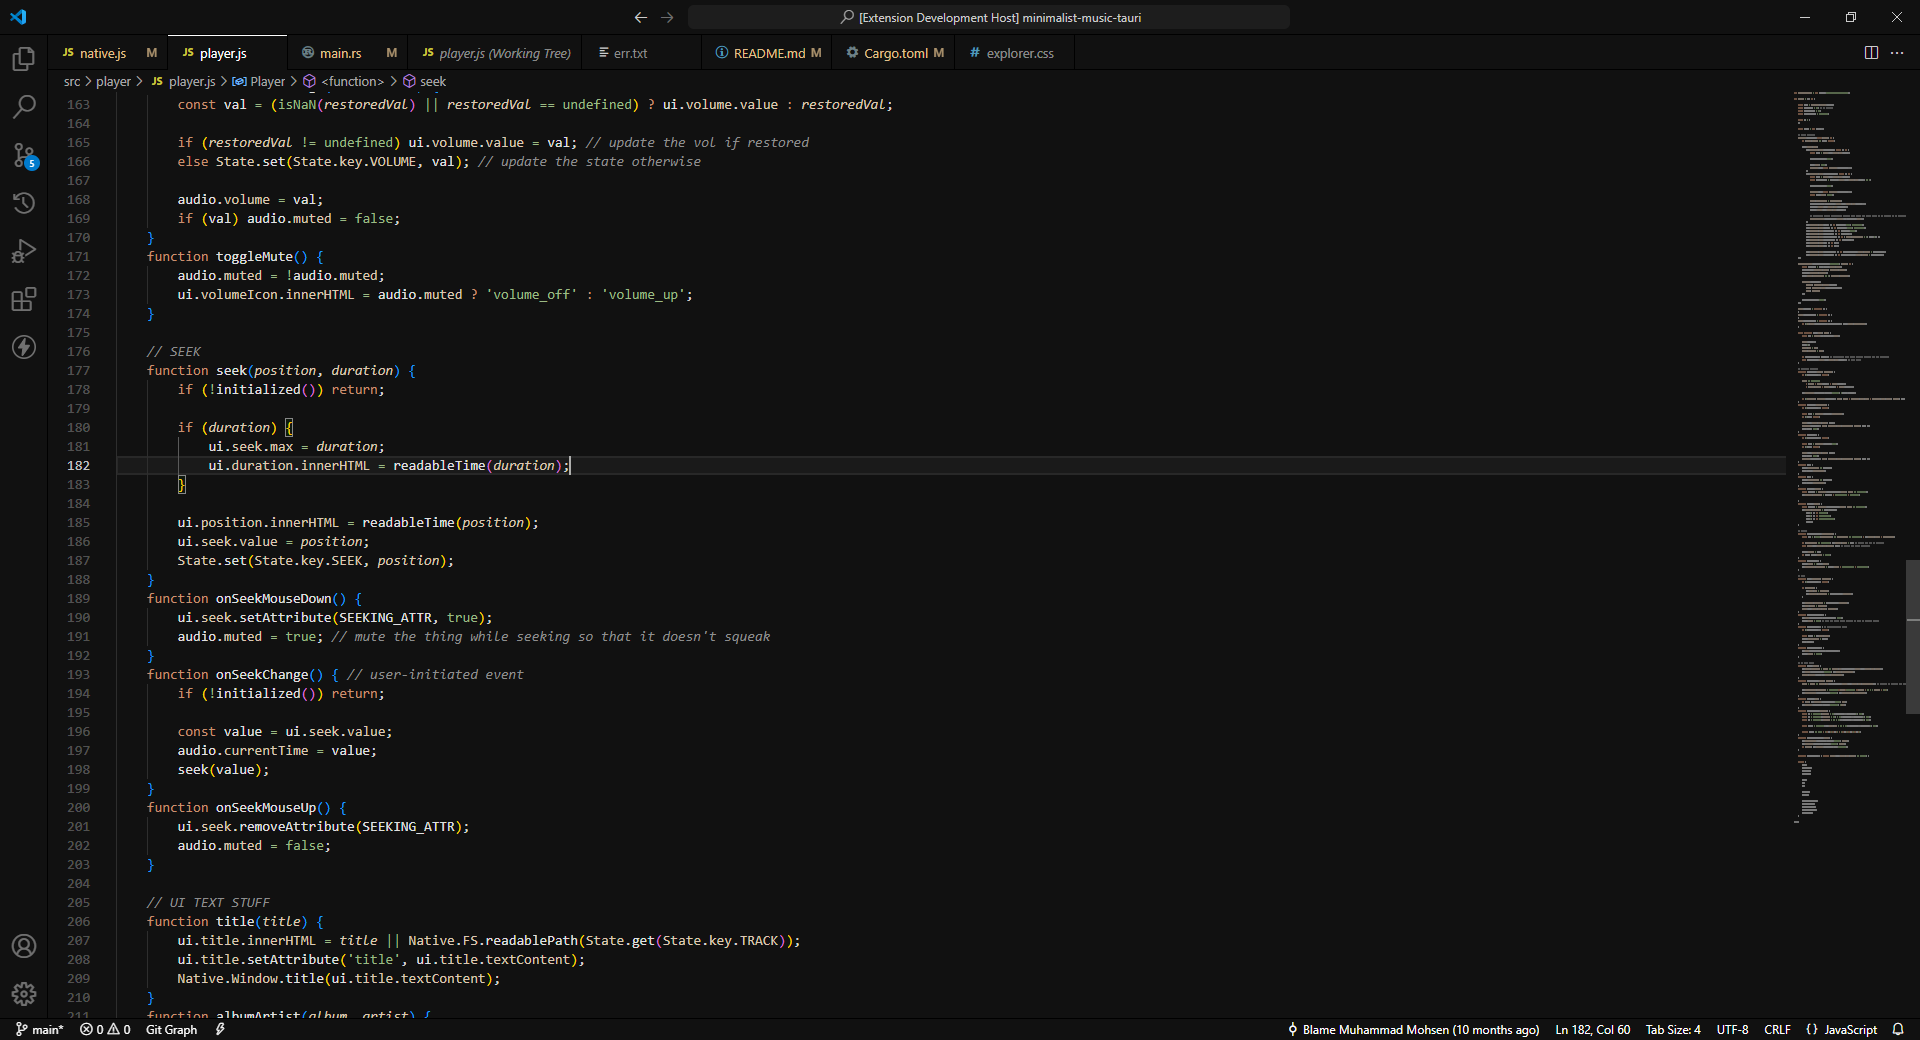 [Extension Development Host] minimalist-music-tauri
JS native.js M JS player.js main.rs M JS player.js (Working Tree) err.txt README.md M Cargo.toml M # explorer.css
src > player > JS player.js > Player > <function> > seek
163 const val = (isNaN(restoredVal) || restoredVal == undefined) ? ui.volume.value : restoredVal;
164
165 if (restoredVal != undefined) ui.volume.value = val; // update the vol if restored
166 else State.set(State.key.VOLUME, val); // update the state otherwise
167
168 audio.volume = val;
169 if (val) audio.muted = false;
170 }
171 function toggleMute() {
172 audio.muted = !audio.muted;
173 ui.volumeIcon.innerHTML = audio.muted ? 'volume_off' : 'volume_up';
174 }
175
176 // SEEK
177 function seek(position, duration) {
178 if (!initialized()) return;
179
180 if (duration) {
181 ui.seek.max = duration;
182 ui.duration.innerHTML = readableTime(duration);
183 }
184
185 ui.position.innerHTML = readableTime(position);
186 ui.seek.value = position;
187 State.set(State.key.SEEK, position);
188 }
189 function onSeekMouseDown() {
190 ui.seek.setAttribute(SEEKING_ATTR, true);
191 audio.muted = true; // mute the thing while seeking so that it doesn't squeak
192 }
193 function onSeekChange() { // user-initiated event
194 if (!initialized()) return;
195
196 const value = ui.seek.value;
197 audio.currentTime = value;
198 seek(value);
199 }
200 function onSeekMouseUp() {
201 ui.seek.removeAttribute(SEEKING_ATTR);
202 audio.muted = false;
203 }
204
205 // UI TEXT STUFF
206 function title(title) {
207 ui.title.innerHTML = title || Native.FS.readablePath(State.get(State.key.TRACK));
208 ui.title.setAttribute('title', ui.title.textContent);
209 Native.Window.title(ui.title.textContent);
210 }
211 function albumArtist(album, artist) {
5
main* 0 0 Git Graph Blame Muhammad Mohsen (10 months ago) Ln 182, Col 60 Tab Size: 4 UTF-8 CRLF {} JavaScript